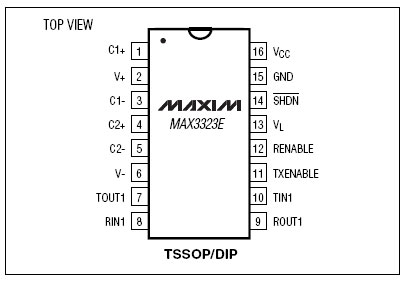 TOP VIEW
C1+ 1 16 VCC
V+ 2 15 GND
C1- 3 14 SHDN
C2+ 4 13 VL
C2- 5 12 RENABLE
V- 6 11 TXENABLE
TOUT1 7 10 TIN1
RIN1 8 9 ROUT1
MAXIM
MAX3323E
TSSOP/DIP